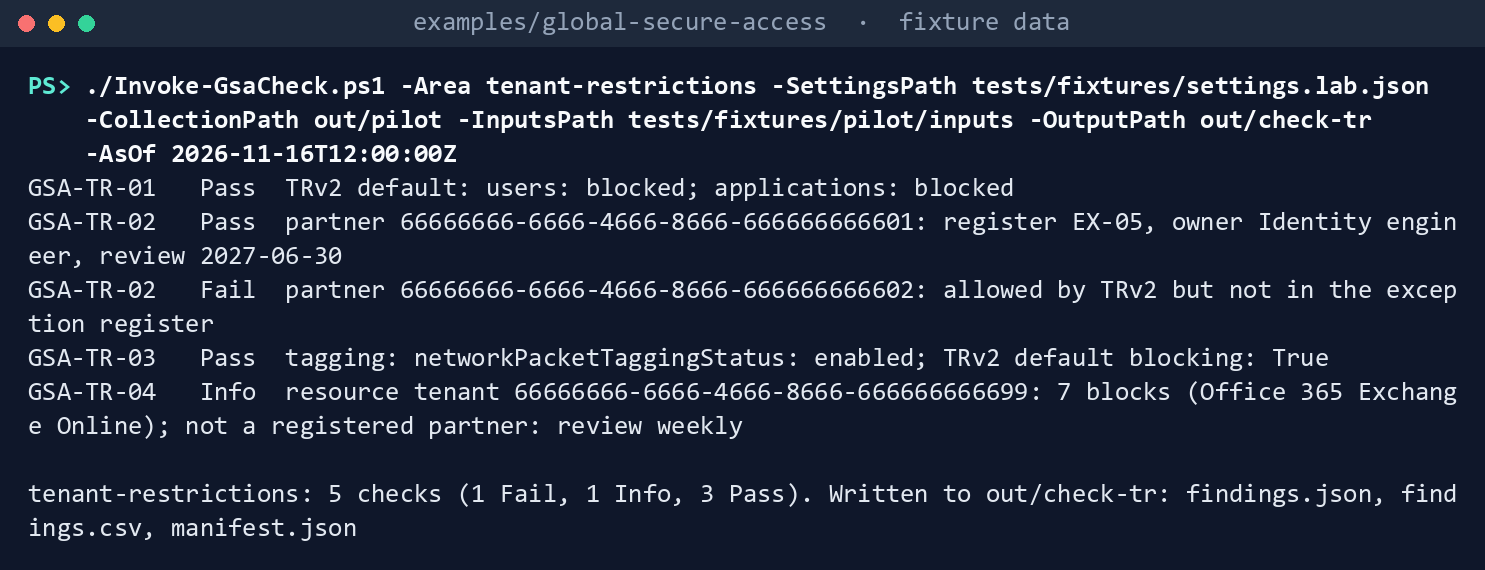 examples/global-secure-access · fixture data
PS> ./Invoke-GsaCheck.ps1 -Area tenant-restrictions -SettingsPath tests/fixtures/settings.lab.json
-CollectionPath out/pilot -InputsPath tests/fixtures/pilot/inputs -OutputPath out/check-tr
-AsOf 2026-11-16T12:00:00Z
GSA-TR-01 Pass TRv2 default: users: blocked; applications: blocked
GSA-TR-02 Pass partner 66666666-6666-4666-8666-666666666601: register EX-05, owner Identity engin
eer, review 2027-06-30
GSA-TR-02 Fail partner 66666666-6666-4666-8666-666666666602: allowed by TRv2 but not in the excep
tion register
GSA-TR-03 Pass tagging: networkPacketTaggingStatus: enabled; TRv2 default blocking: True
GSA-TR-04 Info resource tenant 66666666-6666-4666-8666-666666666699: 7 blocks (Office 365 Exchang
e Online); not a registered partner: review weekly
tenant-restrictions: 5 checks (1 Fail, 1 Info, 3 Pass). Written to out/check-tr: findings.json, find
ings.csv, manifest.json